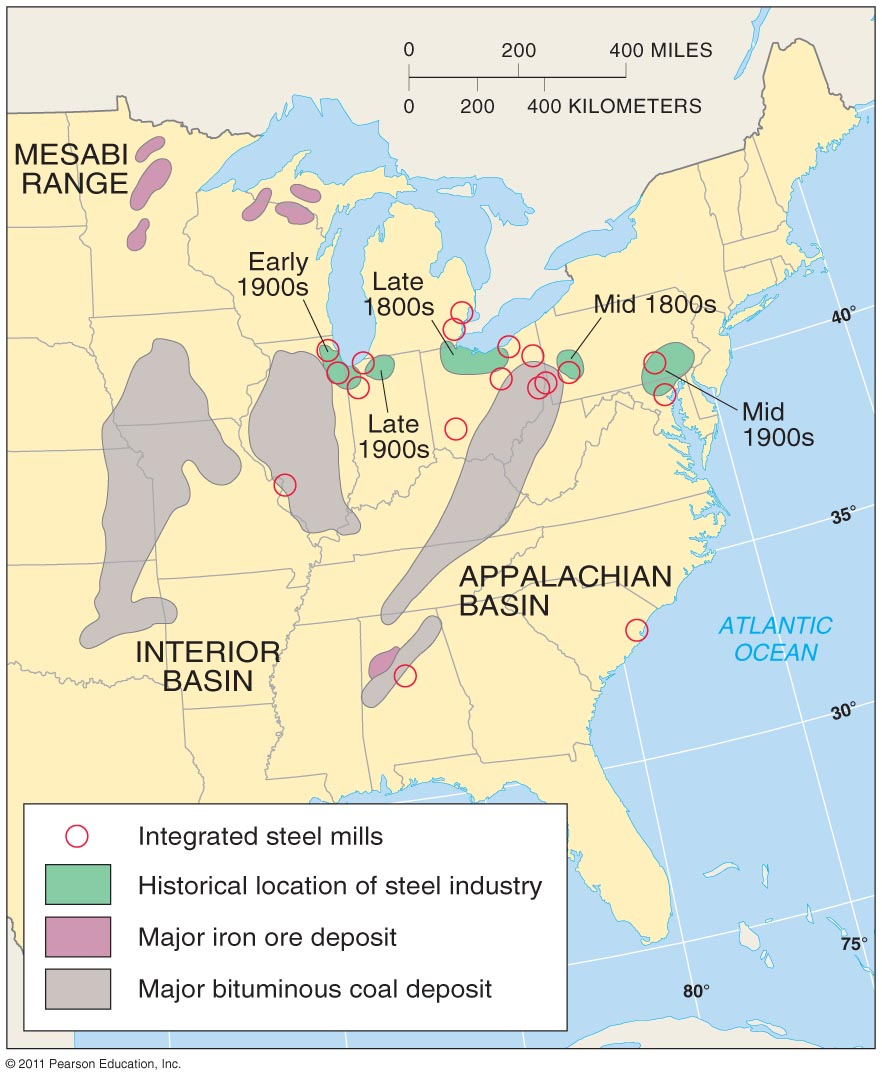 0 200 400 MILES
0 200 400 KILOMETERS
MESABI
RANGE
Early
1900s
Late
1800s
Mid 1800s
40°
Late
1900s
Mid
1900s
35°
APPALACHIAN
BASIN
ATLANTIC
OCEAN
INTERIOR
BASIN
30°
Integrated steel mills
Historical location of steel industry
Major iron ore deposit
Major bituminous coal deposit
75°
80°
© 2011 Pearson Education, Inc.